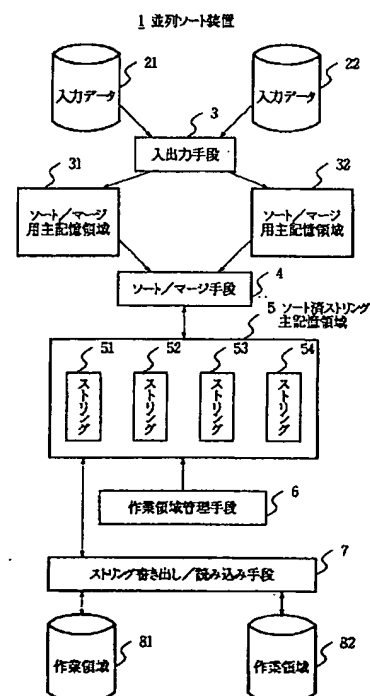 1 並列ソート装置
21
22
入力データ
入力データ
3
入出力手段
31
32
ソート/マージ
用主記憶領域
ソート/マージ
用主記憶領域
4
ソート/マージ手段
5 ソート済ストリング
主記憶領域
51
52
53
54
ストリング
ストリング
ストリング
ストリング
6
作業領域管理手段
7
ストリング書き出し/読み込み手段
81
82
作業領域
作業領域